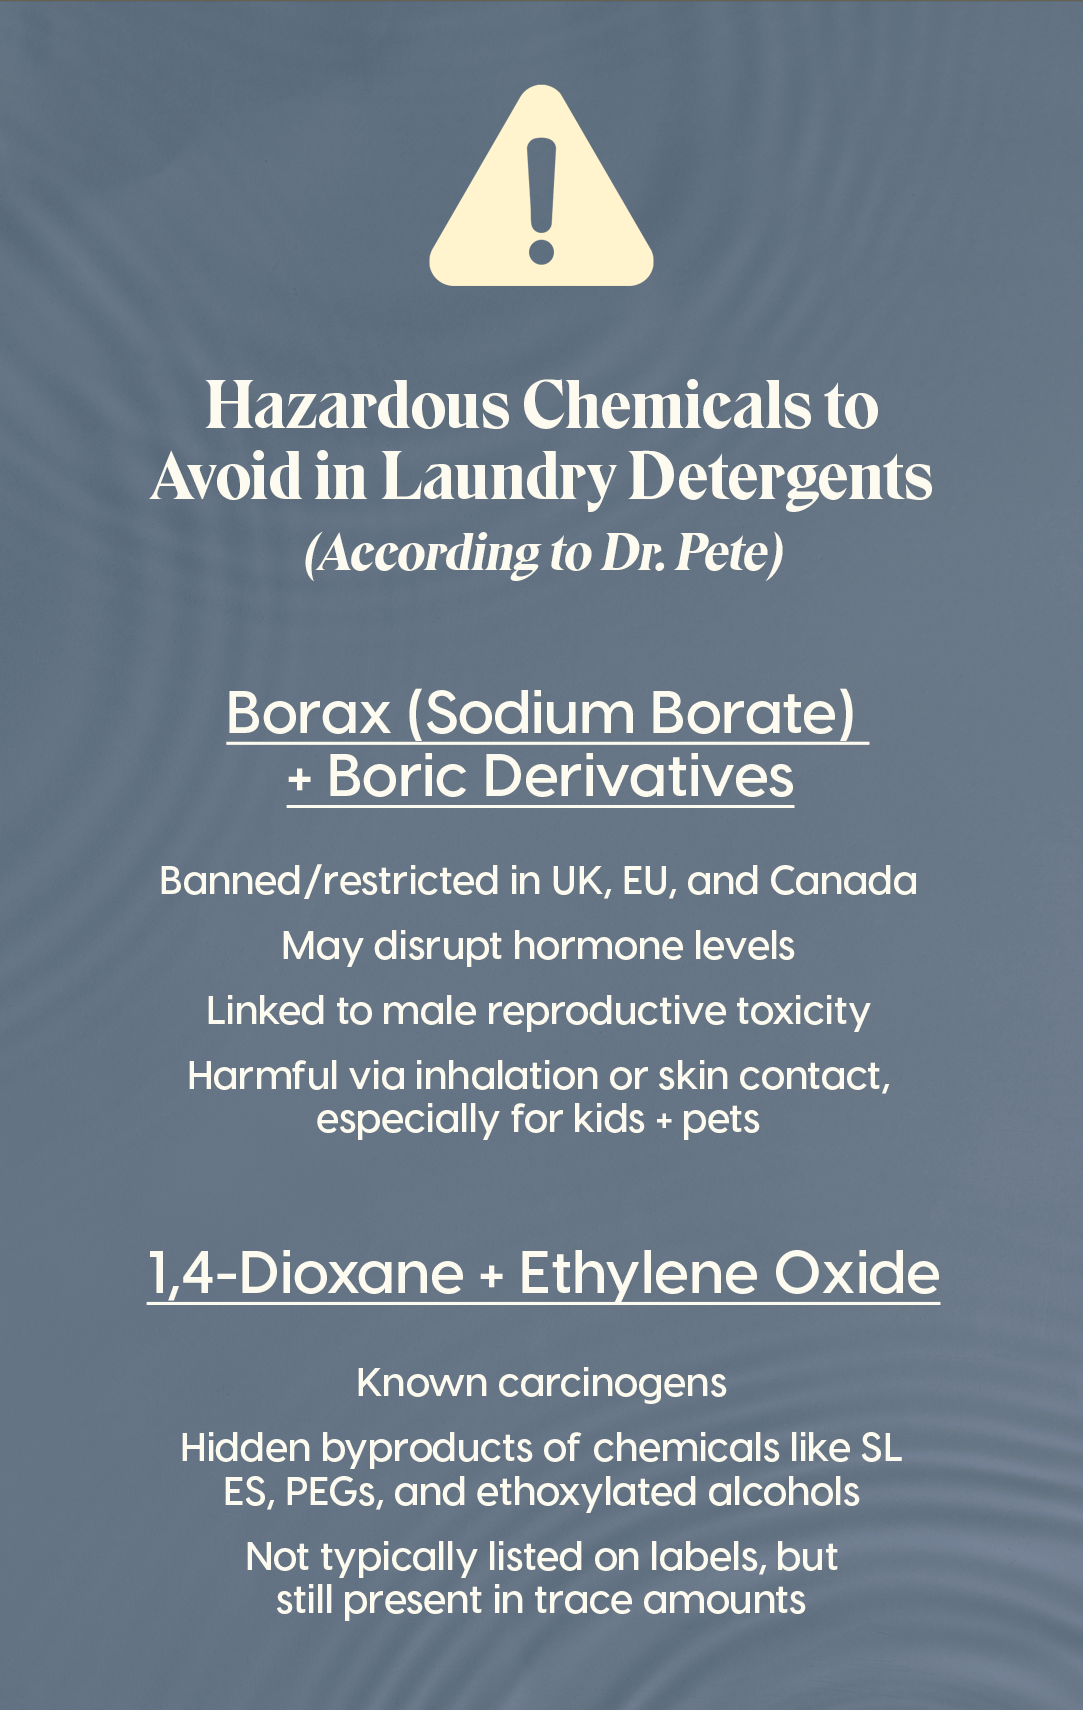 Hazardous Chemicals to
Avoid in Laundry Detergents
(According to Dr. Pete)
Borax (Sodium Borate)
+ Boric Derivatives
Banned/restricted in UK, EU, and Canada
May disrupt hormone levels
Linked to male reproductive toxicity
Harmful via inhalation or skin contact,
especially for kids + pets
1,4-Dioxane + Ethylene Oxide
Known carcinogens
Hidden byproducts of chemicals like SL
ES, PEGs, and ethoxylated alcohols
Not typically listed on labels, but
still present in trace amounts